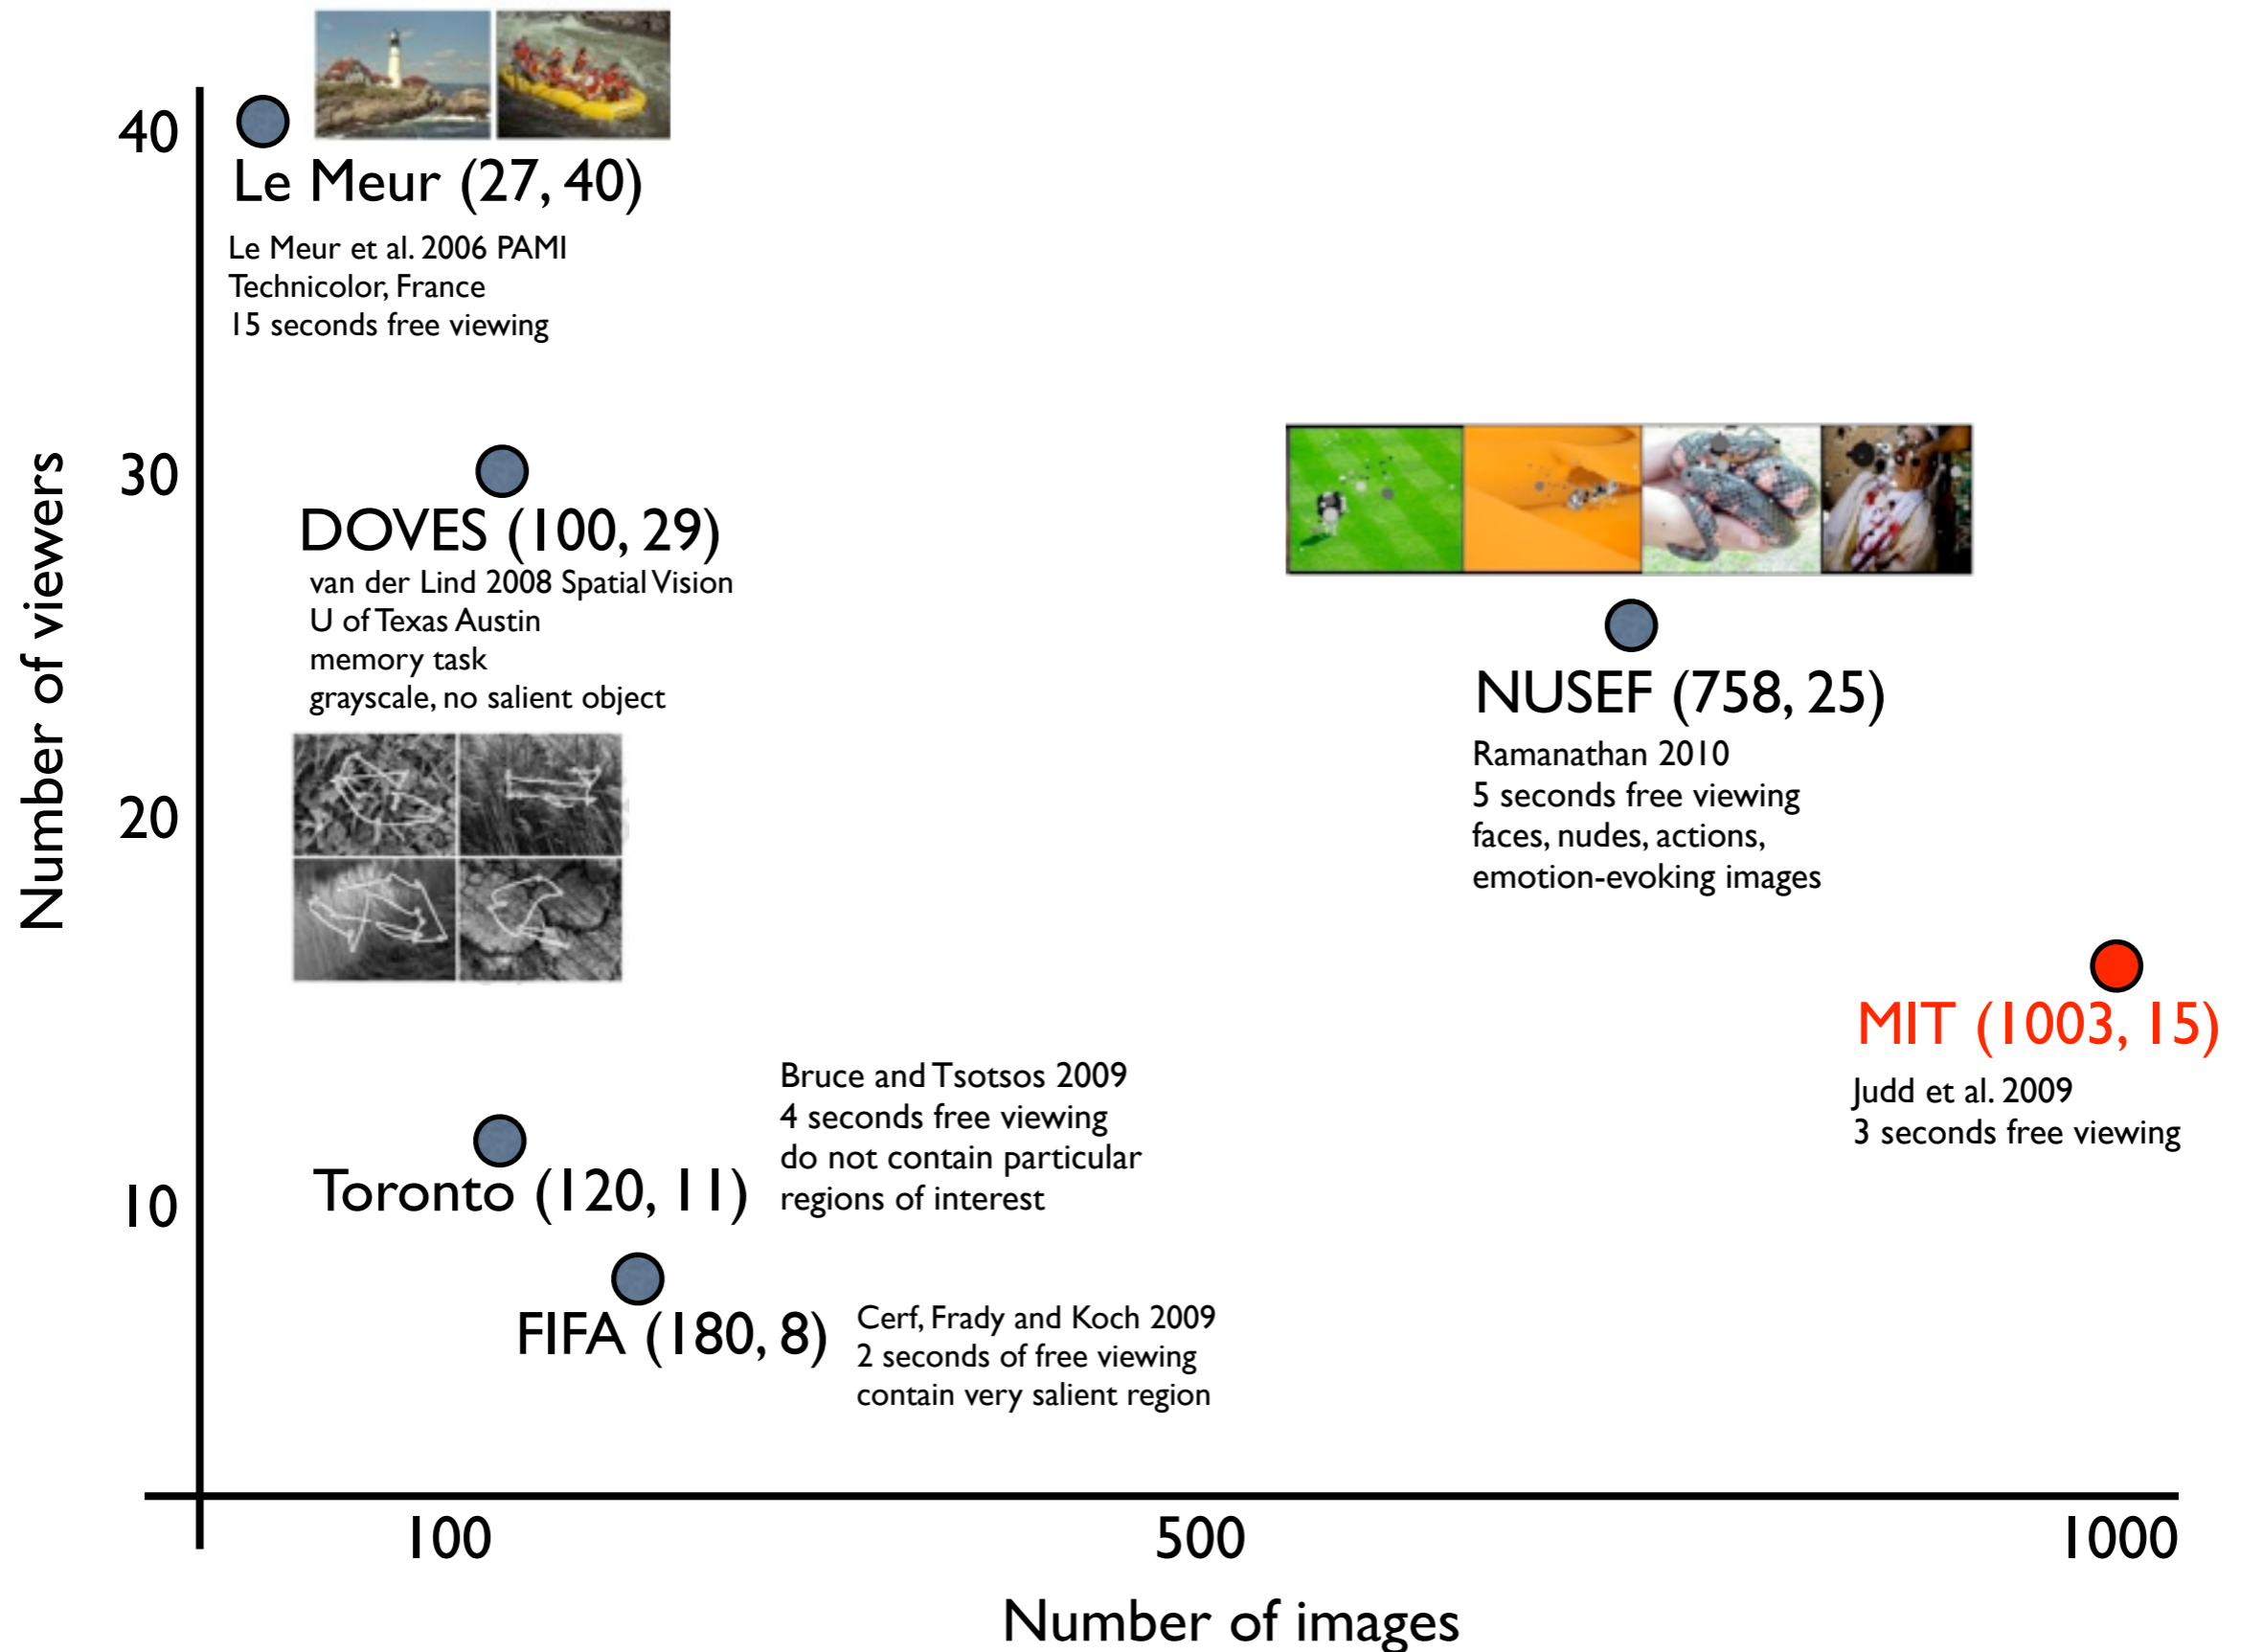 40
Le Meur (27, 40)
Le Meur et al. 2006 PAMI
Technicolor, France
15 seconds free viewing
30
DOVES (100, 29)
van der Lind 2008 Spatial Vision
U of Texas Austin
memory task
grayscale, no salient object
Number of viewers
NUSEF (758, 25)
Ramanathan 2010
5 seconds free viewing
faces, nudes, actions,
emotion-evoking images
20
MIT (1003, 15)
Judd et al. 2009
3 seconds free viewing
Bruce and Tsotsos 2009
4 seconds free viewing
do not contain particular
regions of interest
Toronto (120, 11)
10
FIFA (180, 8)
Cerf, Frady and Koch 2009
2 seconds of free viewing
contain very salient region
100
500
1000
Number of images